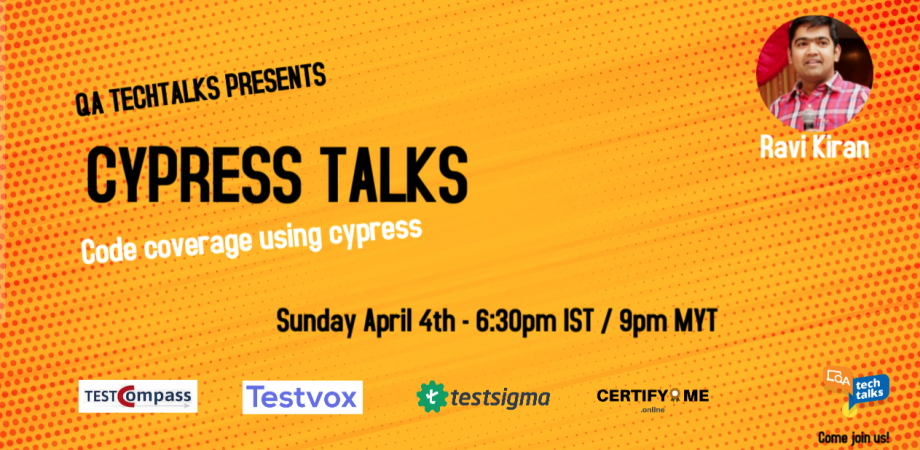 QA TECHTALKS PRESENTS
Ravi Kiran
CYPRESS TALKS
Code coverage using cypress
Sunday April 4th - 6:30pm IST / 9pm MYT
TESTCompass
Testvox
testsigma
CERTIFY ME
.online
QA
tech
talks
Come join us!